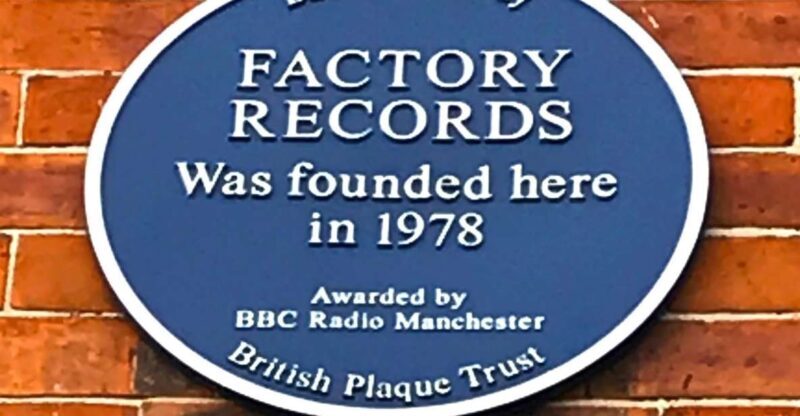 FACTORY
RECORDS
Was founded here
in 1978
Awarded by
BBC Radio Manchester
British Plaque Trust